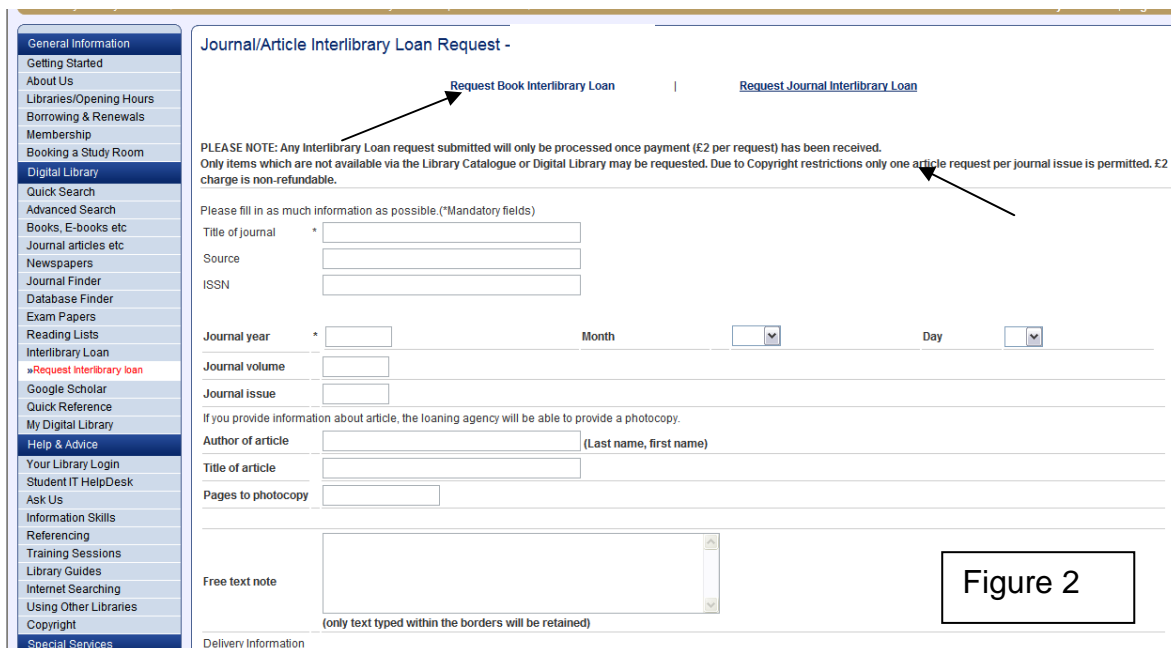 General Information
Getting Started
About Us
Libraries/Opening Hours
Borrowing & Renewals
Membership
Booking a Study Room
Digital Library
Quick Search
Advanced Search
Books, E-books etc
Journal articles etc
Newspapers
Journal Finder
Database Finder
Exam Papers
Reading Lists
Interlibrary Loan
»Request Interlibrary loan
Google Scholar
Quick Reference
My Digital Library
Help & Advice
Your Library Login
Student IT HelpDesk
Ask Us
Information Skills
Referencing
Training Sessions
Library Guides
Internet Searching
Using Other Libraries
Copyright
Special Services
Journal/Article Interlibrary Loan Request -
Request Book Interlibrary Loan | Request Journal Interlibrary Loan
PLEASE NOTE: Any Interlibrary Loan request submitted will only be processed once payment (£2 per request) has been received.
Only items which are not available via the Library Catalogue or Digital Library may be requested. Due to Copyright restrictions only one article request per journal issue is permitted. £2
charge is non-refundable.
Please fill in as much information as possible.(*Mandatory fields)
Title of journal *
Source
ISSN
Journal year * Month Day
Journal volume
Journal issue
If you provide information about article, the loaning agency will be able to provide a photocopy.
Author of article (Last name, first name)
Title of article
Pages to photocopy
Free text note
(only text typed within the borders will be retained)
Delivery Information
Figure 2